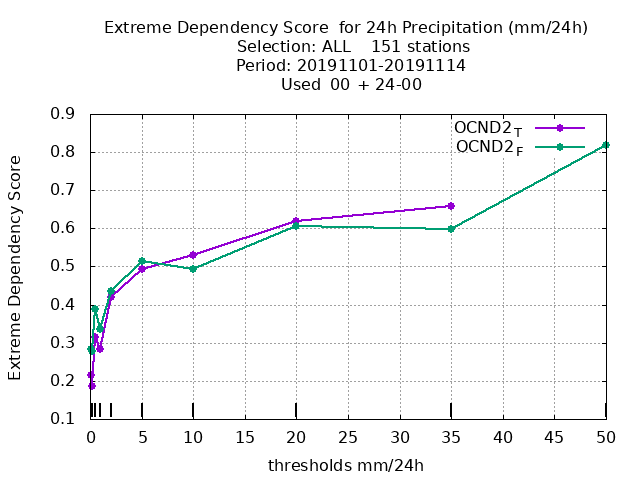 Extreme Dependency Score  for 24h Precipitation (mm/24h)
Selection: ALL    151 stations
Period: 20191101-20191114
Used  00 + 24-00
OCND2T
OCND2F
Extreme Dependency Score
0.9
0.8
0.7
0.6
0.5
0.4
0.3
0.2
0.1
0 5 10 15 20 25 30 35 40 45 50
thresholds mm/24h